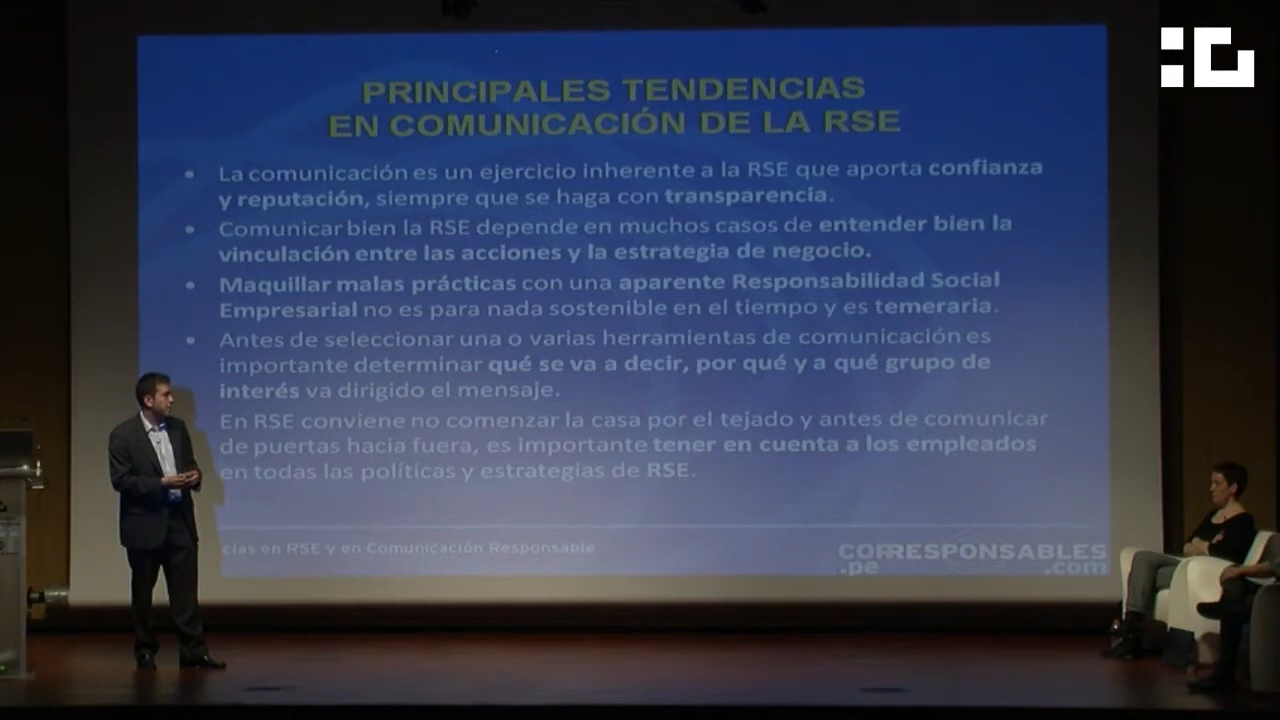 PRINCIPALES TENDENCIAS
EN COMUNICACIÓN DE LA RSE
• La comunicación es un ejercicio inherente a la RSE que aporta confianza
y reputación, siempre que se haga con transparencia.
• Comunicar bien la RSE depende en muchos casos de entender bien la
vinculación entre las acciones y la estrategia de negocio.
• Maquillar malas prácticas con una aparente Responsabilidad Social
Empresarial no es para nada sostenible en el tiempo y es temeraria.
• Antes de seleccionar una o varias herramientas de comunicación es
importante determinar qué se va a decir, por qué y a qué grupo de
interés va dirigido el mensaje.
En RSE conviene no comenzar la casa por el tejado y antes de comunicar
de puertas hacia fuera, es importante tener en cuenta a los empleados
en todas las políticas y estrategias de RSE.
cias en RSE y en Comunicación Responsable
CORRESPONSABLES
.pe .com